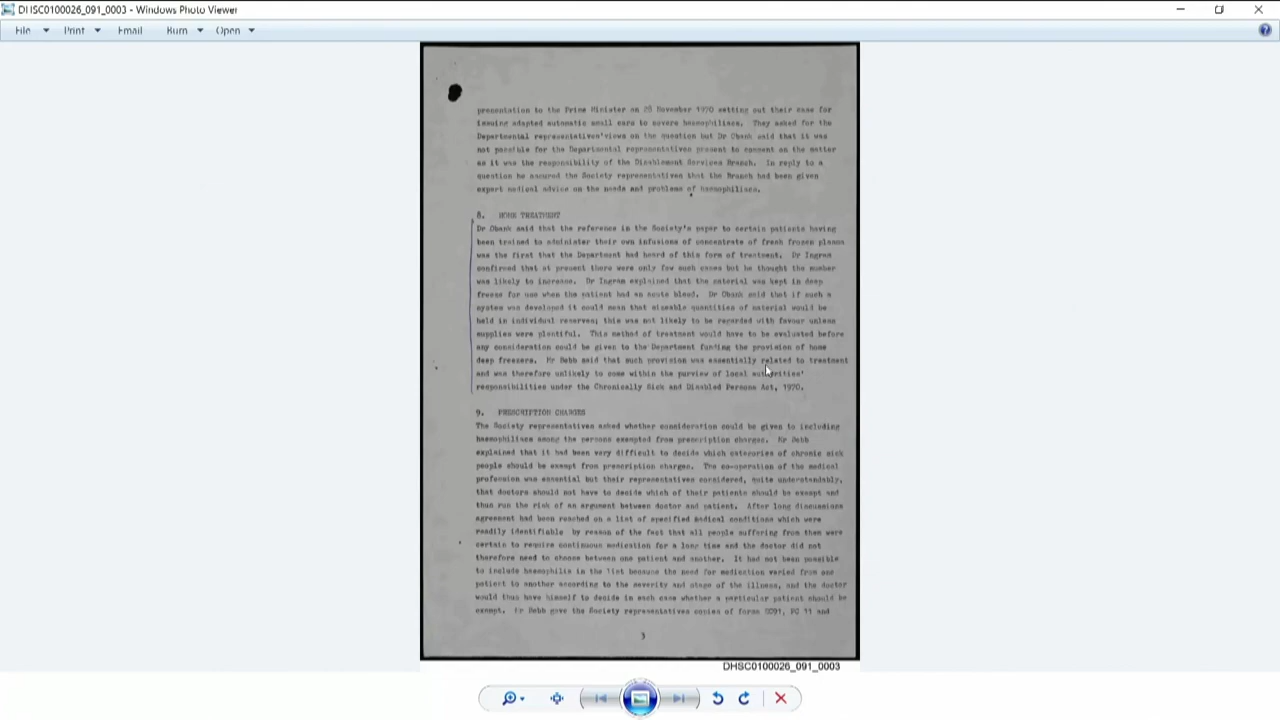 DHSC0100026_091_0003 - Windows Photo Viewer
File Print Email Burn Open
presentation to the Prime Minister on 28 November 1970 setting out their case for
issuing adapted automatic small cars to severe haemophiliacs. They asked for the
Departmental representatives' views on the question but Dr Obank said that it was
not possible for the Departmental representatives present to comment on the matter
as it was the responsibility of the Disablement Services Branch. In reply to a
question he assured the Society representatives that the Branch had been given
expert medical advice on the needs and problems of haemophiliacs.
8. HOME TREATMENT
Dr Obank said that the reference in the Society's paper to certain patients having
been trained to administer their own infusions of concentrate of fresh frozen plasma
was the first that the Department had heard of this form of treatment. Dr Ingram
confirmed that at present there were only few such cases but he thought the number
was likely to increase. Dr Ingram explained that the material was kept in deep
freeze for use when the patient had an acute bleed. Dr Obank said that if such a
system was developed it could mean that sizeable quantities of material would be
held in individual reserves; this was not likely to be regarded with favour unless
supplies were plentiful. This method of treatment would have to be evaluated before
any consideration could be given to the Department funding the provision of home
deep freezers. Mr Hebb said that such provision was essentially related to treatment
and was therefore unlikely to come within the purview of local authorities'
responsibilities under the Chronically Sick and Disabled Persons Act, 1970.
9. PRESCRIPTION CHARGES
The Society representatives asked whether consideration could be given to including
haemophiliacs among the persons exempted from prescription charges. Mr Hebb
explained that it had been very difficult to decide which categories of chronic sick
people should be exempt from prescription charges. The co-operation of the medical
profession was essential but their representatives considered, quite understandably,
that doctors should not have to decide which of their patients should be exempt and
thus run the risk of an argument between doctor and patient. After long discussions
agreement had been reached on a list of specified medical conditions which were
readily identifiable by reason of the fact that all people suffering from them were
certain to require continuous medication for a long time and the doctor did not
therefore need to choose between one patient and another. It had not been possible
to include haemophilia in the list because the need for medication varied from one
patient to another according to the severity and stage of the illness, and the doctor
would thus have himself to decide in each case whether a particular patient should be
exempt. Mr Hebb gave the Society representatives copies of forms FC 11 and
3
DHSC0100026_091_0003